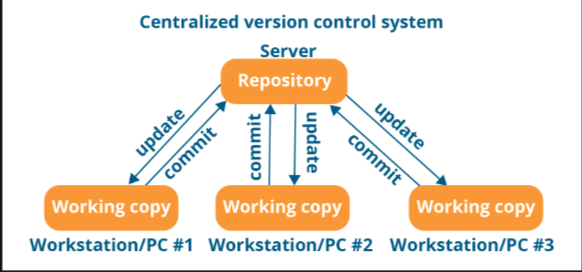 Centralized version control system
Server
Repository
update
commit
commit
update
update
commit
Working copy
Working copy
Working copy
Workstation/PC #1
Workstation/PC #2
Workstation/PC #3